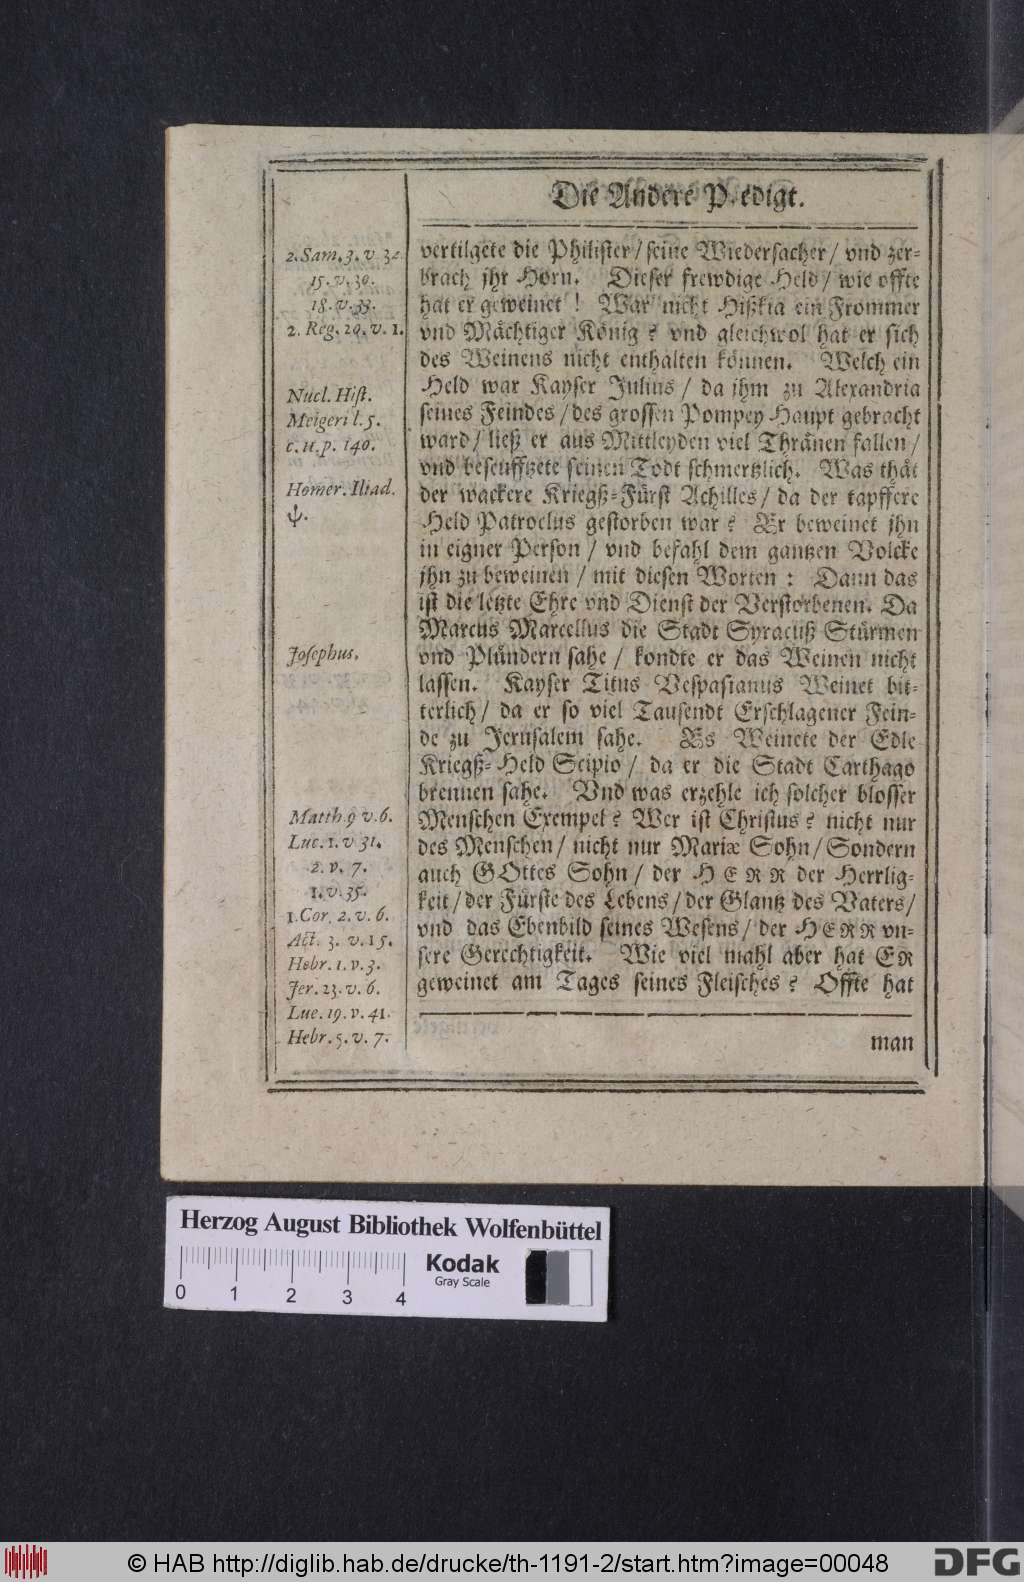 Die Andere Predigt.
2. Sam. 3. v. 32.
15. v. 30.
18. v. 33.
2. Reg. 20. v. 1.
Nucl. Hiſt.
Meigeri l. 5.
c. u. p. 140.
Homer. Iliad.
ψ.
Joſephus.
Matth. 9 v. 6.
Luc. 1. v 31.
2. v. 7.
1. v. 35.
1. Cor. 2. v. 6.
Act. 3. v. 15.
Hebr. 1. v. 3.
Jer. 23. v. 6.
Luc. 19. v. 41.
Hebr. 5. v. 7.
vertilgete die Philiſter / ſeine Wiederſacher / vnd zer-
brach jhr Horn. Dieſer frewdige Held / wie offte
hat er geweinet ! War nicht Hißkia ein Frommer
vnd Mächtiger König ? vnd gleichwol hat er ſich
des Weinens nicht enthalten können. Welch ein
Held war Kayſer Julius / da jhm zu Alexandria
ſeines Feindes / des groſſen Pompey Haupt gebracht
ward / ließ er aus Mittleyden viel Thränen fallen /
vnd beſeufftzete ſeinen Todt ſchmertzlich. Was thät
der wackere Kriegß-Fürſt Achilles / da der tapffere
Held Patroclus geſtorben war ? Er beweinet jhn
in eigner Perſon / vnd befahl dem gantzen Volcke
jhn zu beweinen / mit dieſen Worten : Dann das
iſt die letzte Ehre vnd Dienſt der Verſtorbenen. Da
Marcus Marcellus die Stadt Syracuß Stürmen
vnd Plündern ſahe / kondte er das Weinen nicht
laſſen. Kayſer Titus Veſpaſianus Weinet bit-
terlich / da er ſo viel Tauſendt Erſchlagener Fein-
de zu Jeruſalem ſahe. Es Weinete der Edle
Kriegß-Held Scipio / da er die Stadt Carthago
brennen ſahe. Vnd was erzehle ich ſolcher bloſſer
Menſchen Exempel ? Wer iſt Chriſtus ? nicht nur
des Menſchen / nicht nur Mariæ Sohn / Sondern
auch GOttes Sohn / der HERR der Herrlig-
keit / der Fürſte des Lebens / der Glantz des Vaters /
vnd das Ebenbild ſeines Weſens / der HERR vn-
ſere Gerechtigkeit. Wie viel mahl aber hat ER
geweinet am Tages ſeines Fleiſches ? Offte hat
man
Herzog August Bibliothek Wolfenbüttel
Kodak
Gray Scale
0 1 2 3 4
© HAB http://diglib.hab.de/drucke/th-1191-2/start.htm?image=00048
DFG